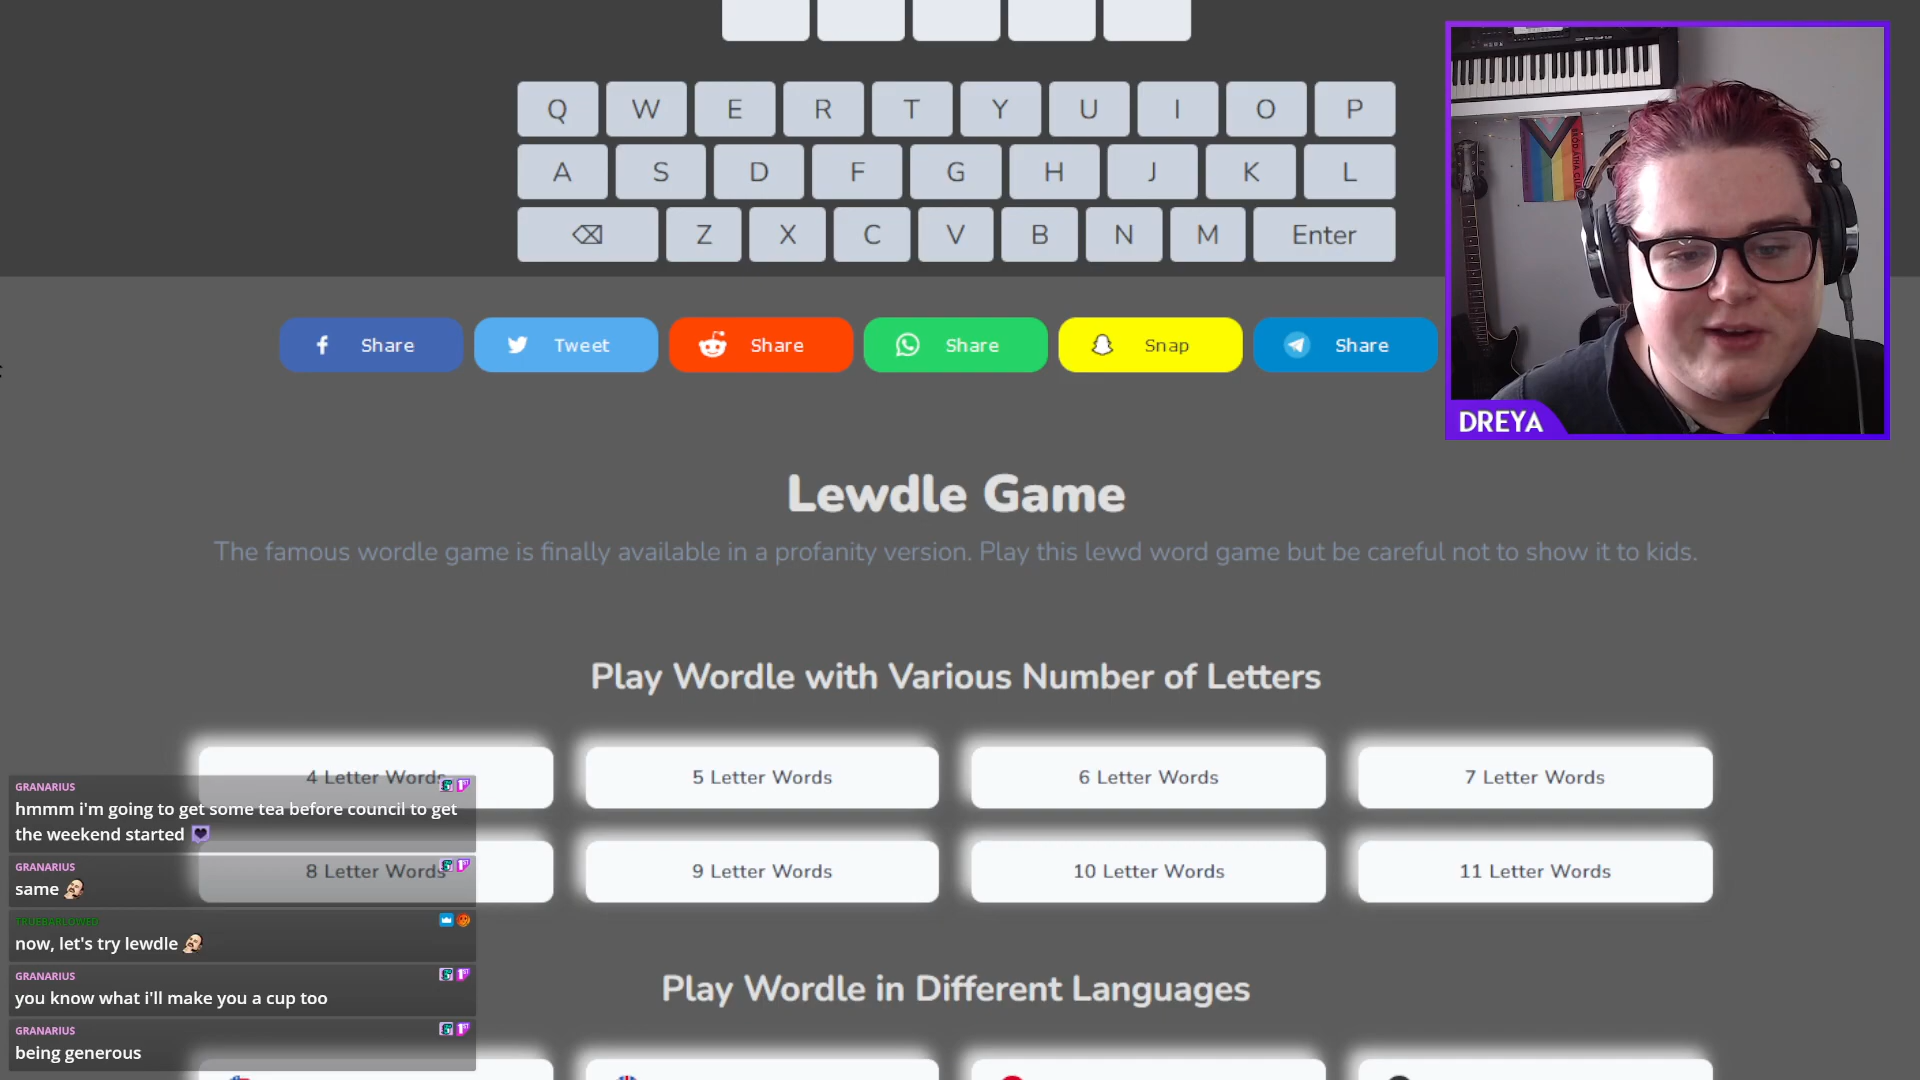 Q W E R T Y U I O P
A S D F G H J K L
Z X C V B N M Enter
Share Tweet Share Share Snap Share
DREYA
Lewdle Game
The famous wordle game is finally available in a profanity version. Play this lewd word game but be careful not to show it to kids.
Play Wordle with Various Number of Letters
4 Letter Words 5 Letter Words 6 Letter Words 7 Letter Words
8 Letter Words 9 Letter Words 10 Letter Words 11 Letter Words
GRANARIUS
hmmm i'm going to get some tea before council to get
the weekend started
GRANARIUS
same
now, let's try lewdle
GRANARIUS
you know what i'll make you a cup too
GRANARIUS
being generous
Play Wordle in Different Languages